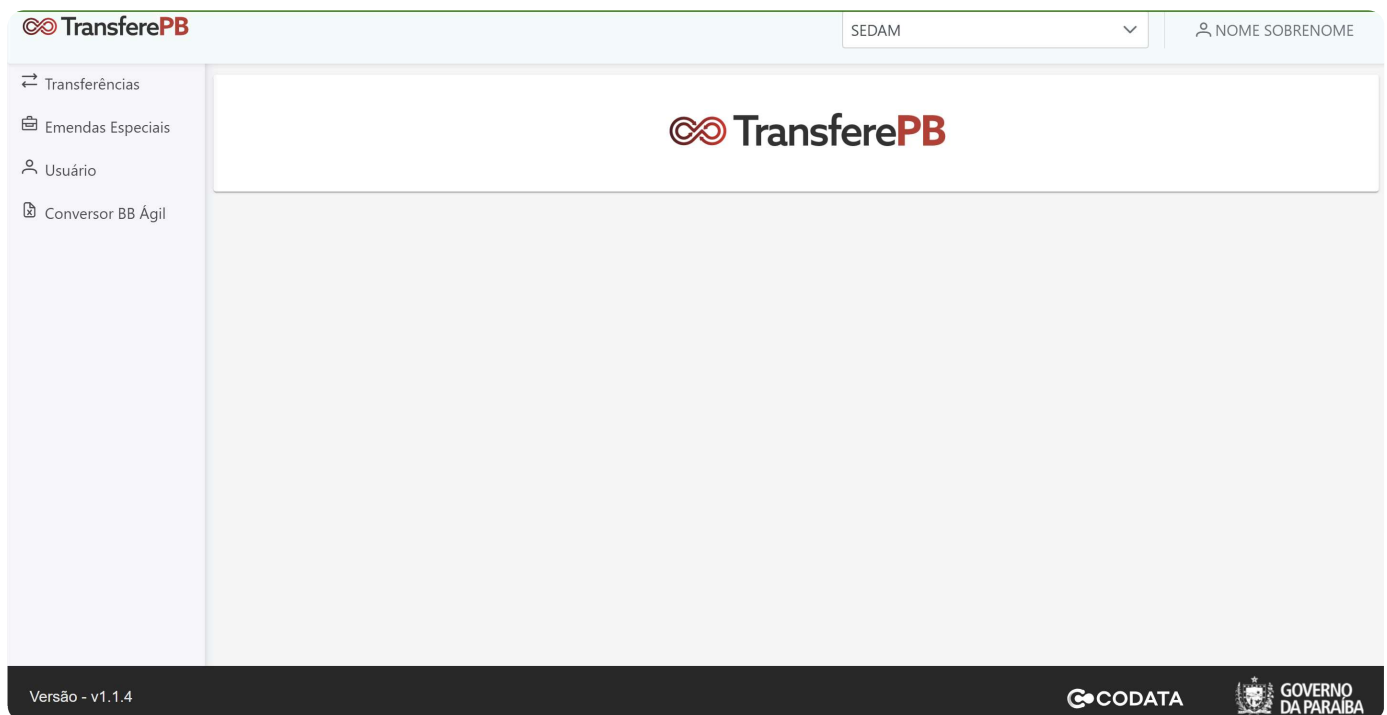 TransferePB
SEDAM
NOME SOBRENOME
Transferências
Emendas Especiais
Usuário
Conversor BB Ágil
TransferePB
Versão - v1.1.4
CODATA
GOVERNO
DA PARAÍBA